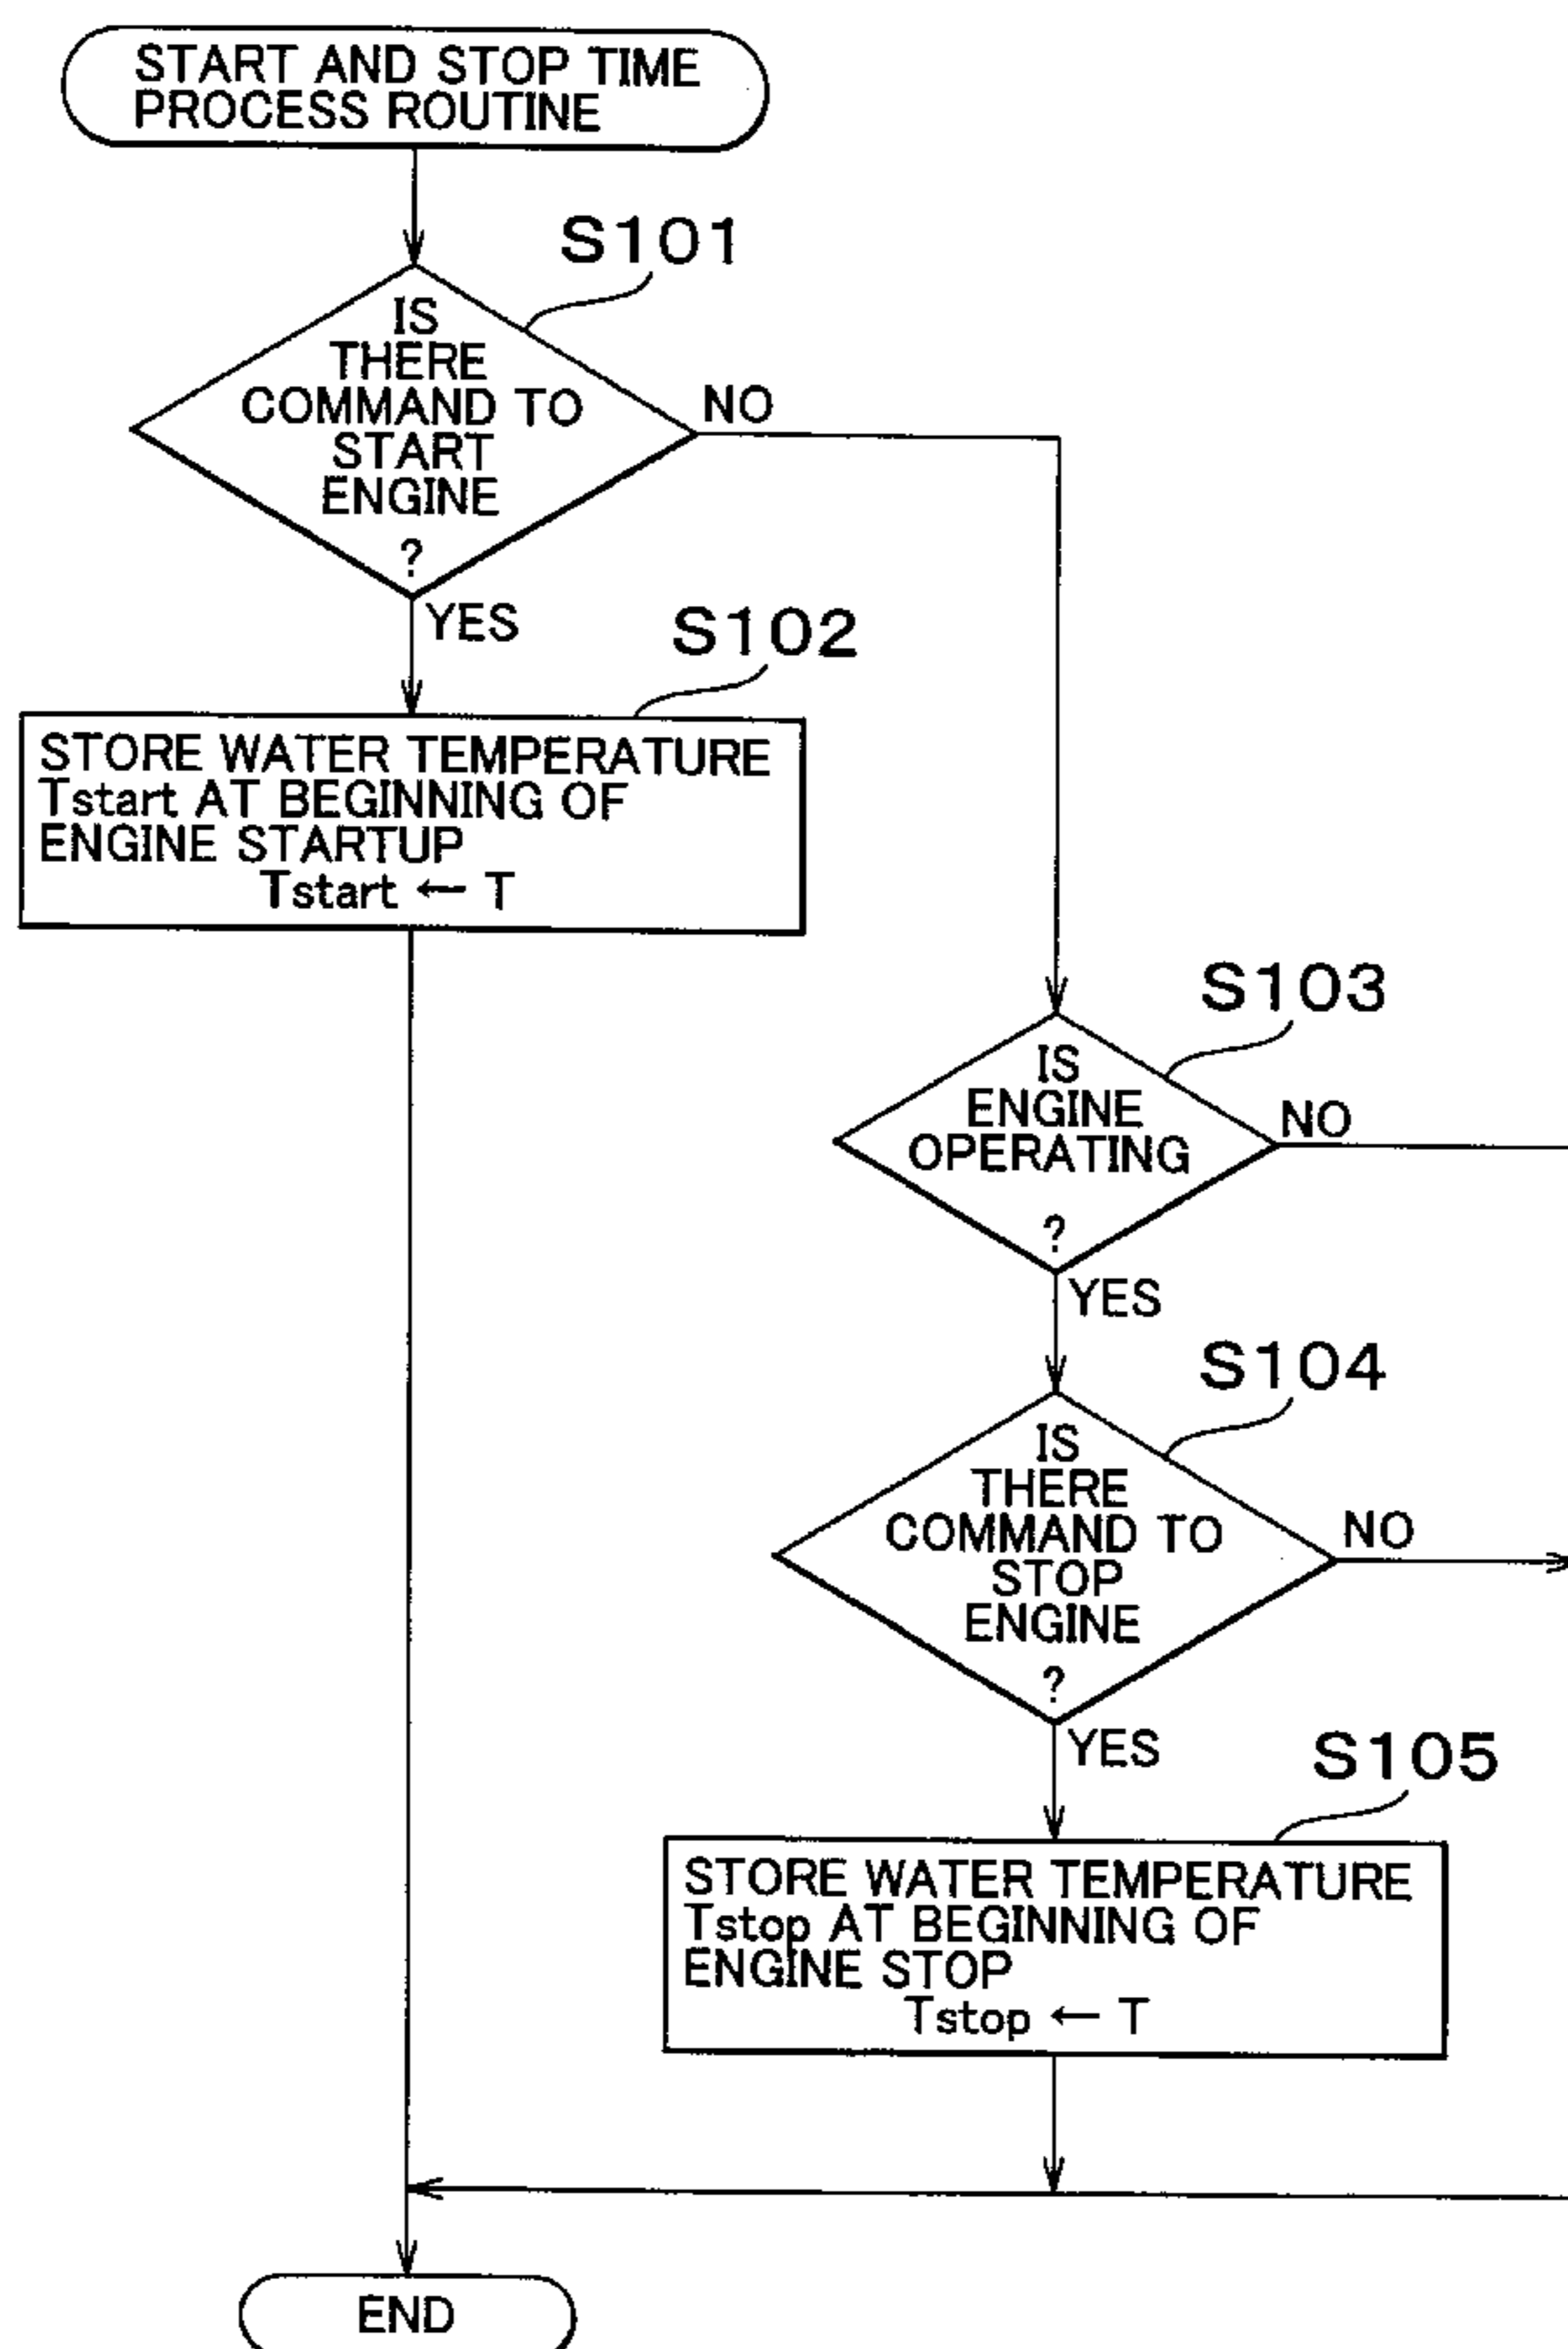 START AND STOP TIME
PROCESS ROUTINE
S101
IS
THERE
COMMAND TO
START
ENGINE
?
NO
YES
S102
STORE WATER TEMPERATURE
Tstart AT BEGINNING OF
ENGINE STARTUP
Tstart ← T
S103
IS
ENGINE
OPERATING
?
NO
YES
S104
IS
THERE
COMMAND TO
STOP
ENGINE
?
NO
YES
S105
STORE WATER TEMPERATURE
Tstop AT BEGINNING OF
ENGINE STOP
Tstop ← T
END